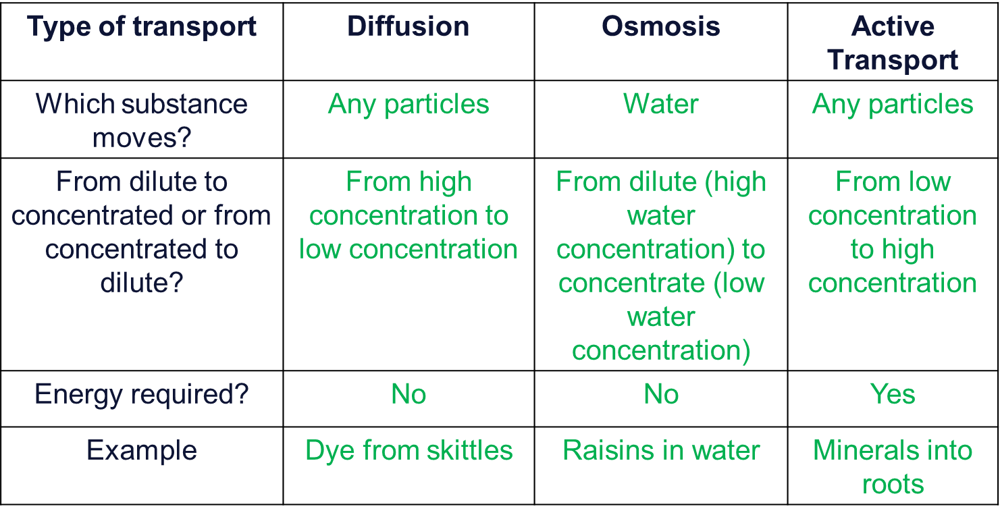 Type of transport
Diffusion
Osmosis
Active
Transport
Which substance
moves?
Any particles
Water
Any particles
From dilute to
concentrated or from
concentrated to
dilute?
From high
concentration to
low concentration
From dilute (high
water
concentration) to
concentrate (low
water
concentration)
From low
concentration
to high
concentration
Energy required?
No
No
Yes
Example
Dye from skittles
Raisins in water
Minerals into
roots